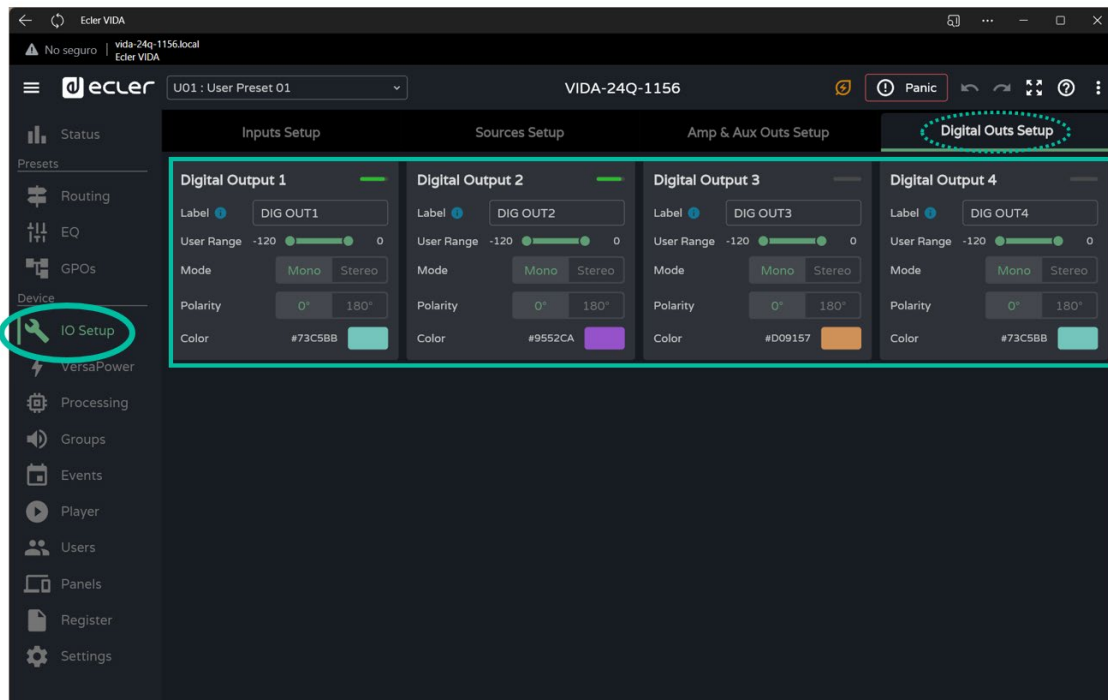 Ecler VIDA
No seguro
vida-24q-1156.local
Ecler VIDA
ecler
U01 : User Preset 01
VIDA-24Q-1156
Panic
Inputs Setup
Sources Setup
Amp & Aux Outs Setup
Digital Outs Setup
Status
Presets
Routing
EQ
GPOs
Device
IO Setup
VersaPower
Processing
Groups
Events
Player
Users
Panels
Register
Settings
Digital Output 1
Label DIG OUT1
User Range -120 0
Mode Mono Stereo
Polarity 0° 180°
Color #73C5BB
Digital Output 2
Label DIG OUT2
User Range -120 0
Mode Mono Stereo
Polarity 0° 180°
Color #9552CA
Digital Output 3
Label DIG OUT3
User Range -120 0
Mode Mono Stereo
Polarity 0° 180°
Color #D09157
Digital Output 4
Label DIG OUT4
User Range -120 0
Mode Mono Stereo
Polarity 0° 180°
Color #73C5BB